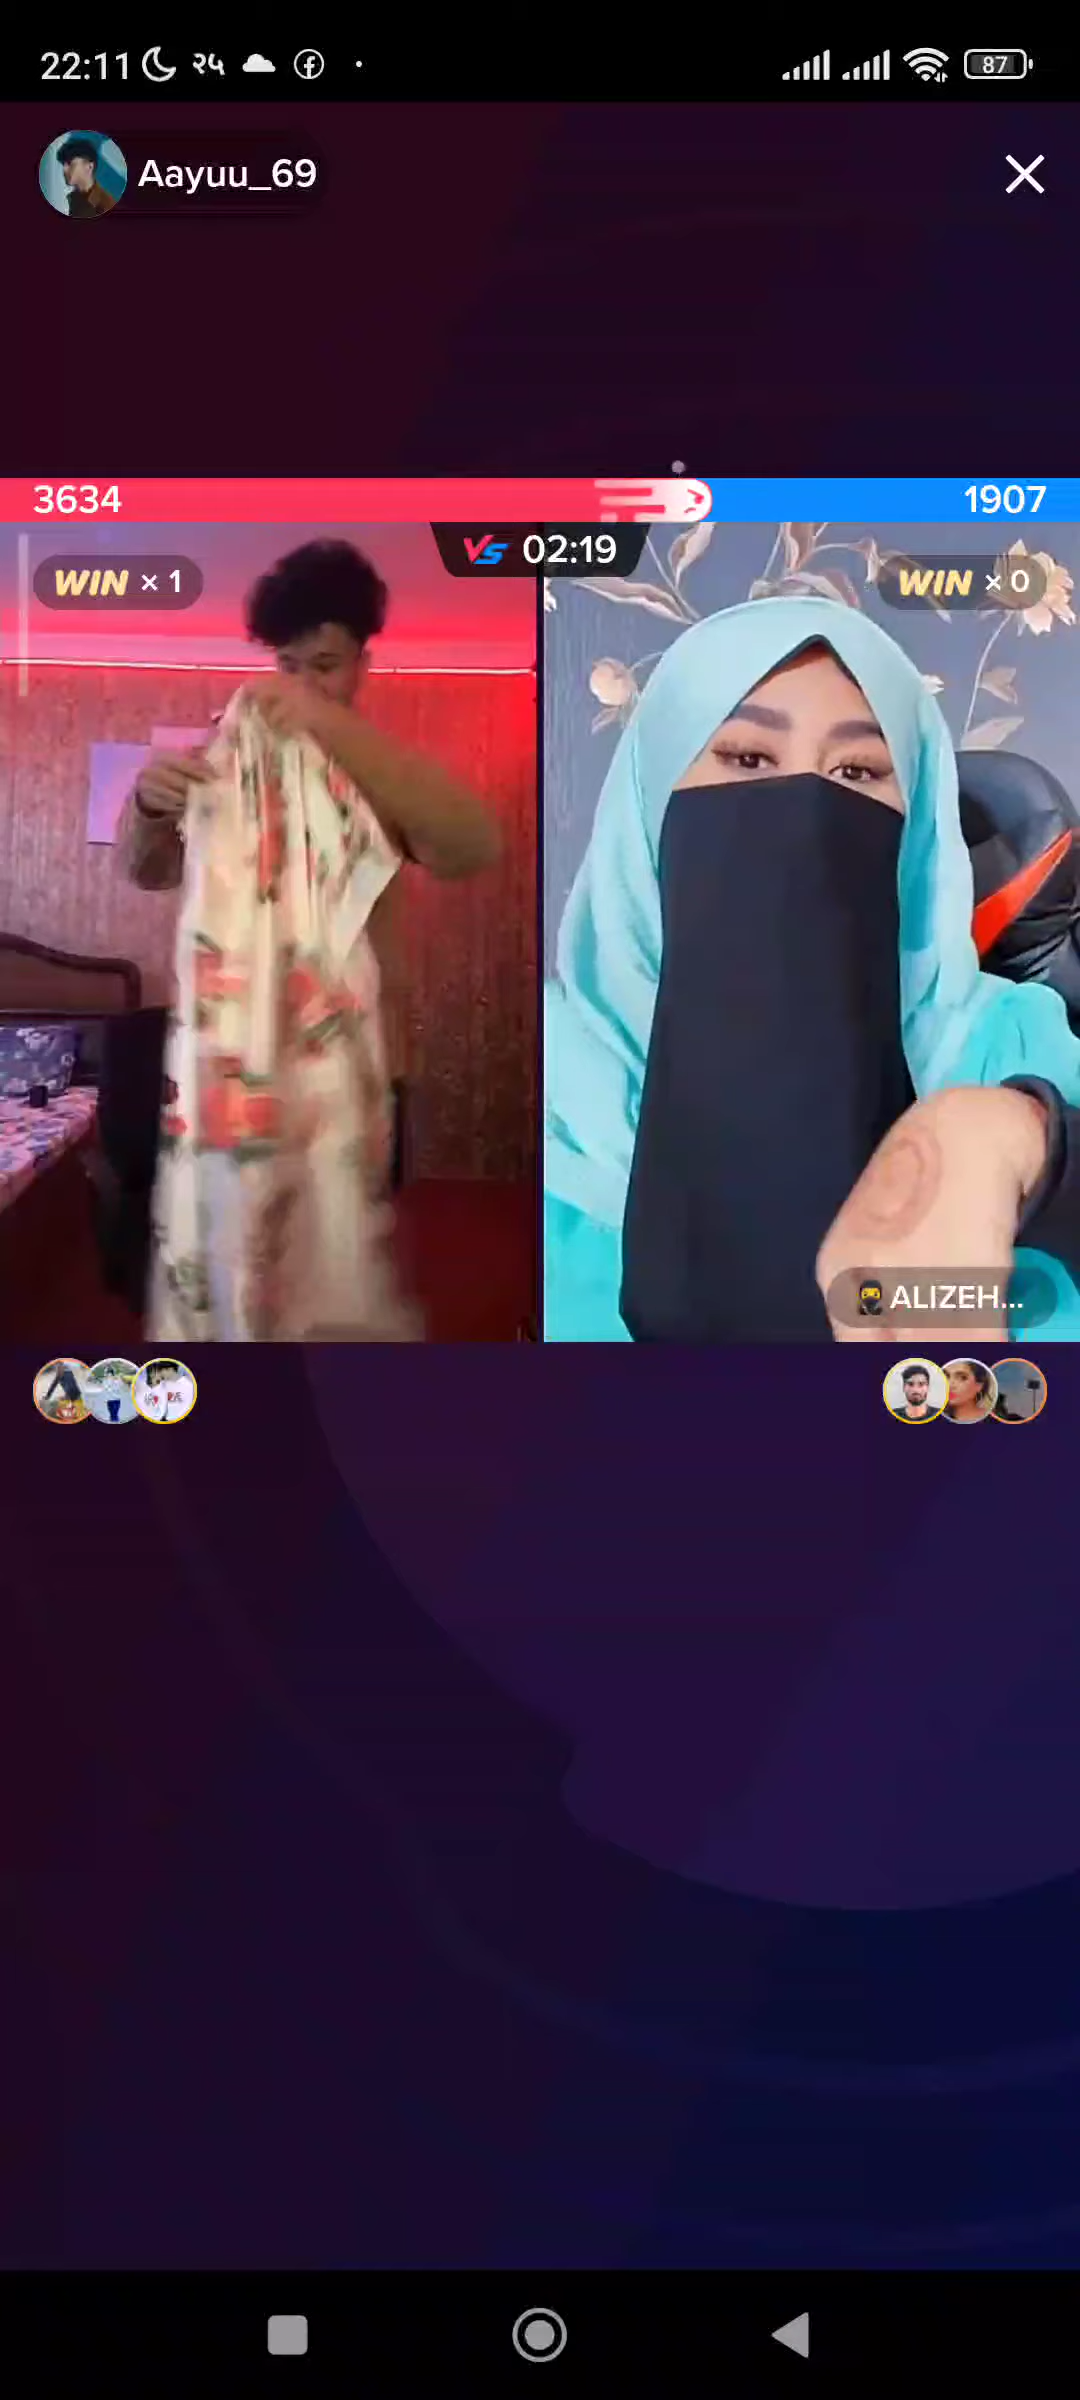 22:11 २५ 87
Aayuu_69
3634 1907
VS 02:19
WIN × 1 WIN × 0
ALIZEH...